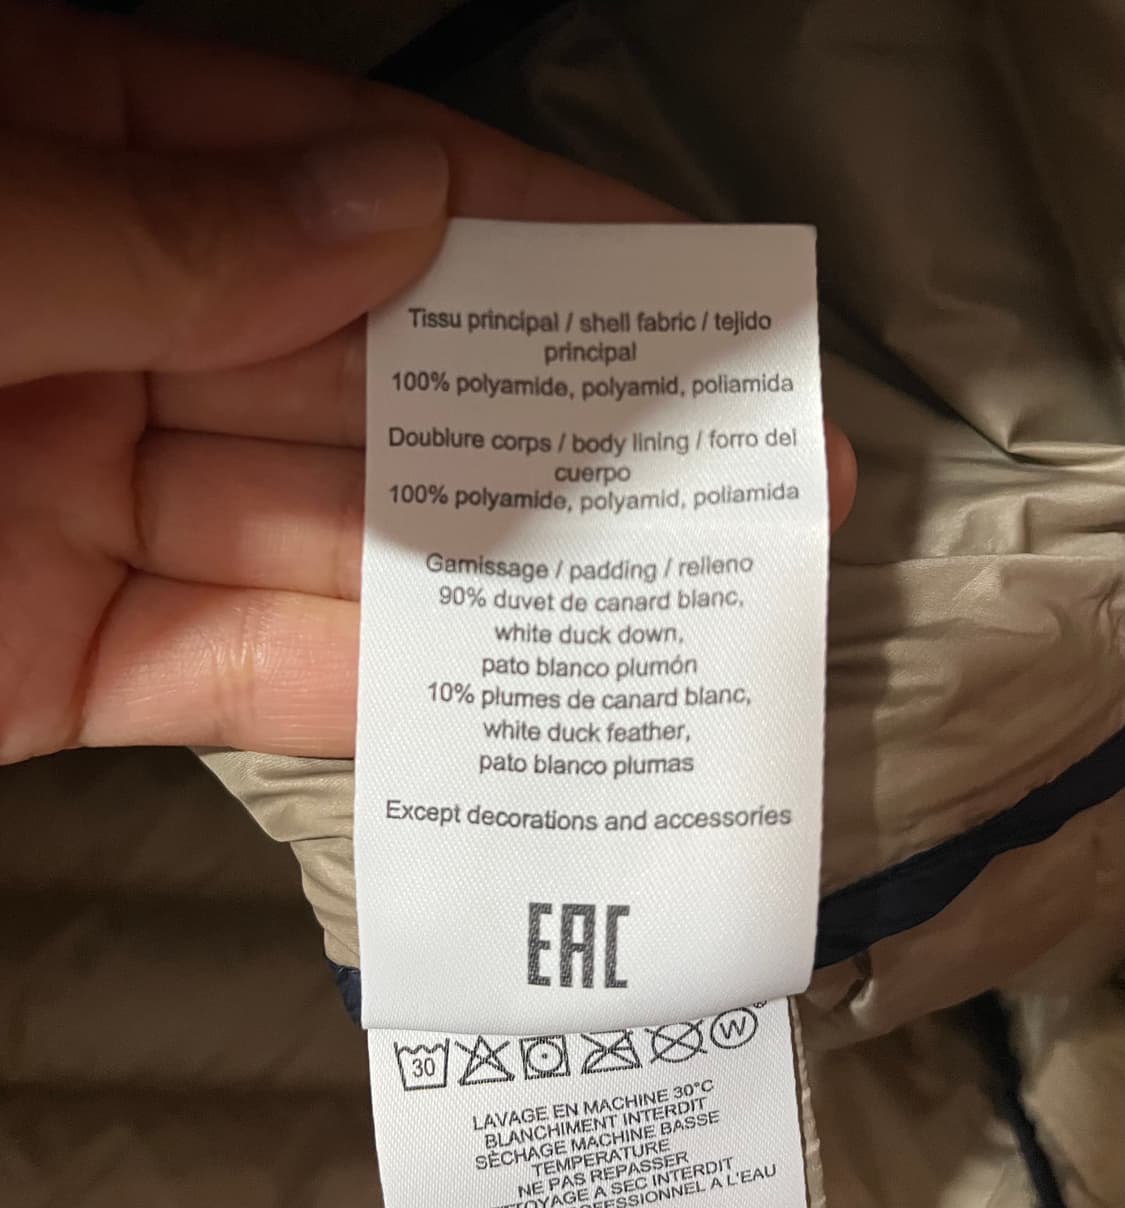 Tissu principal / shell fabric / tejido
principal
100% polyamide, polyamid, poliamida
Doublure corps / body lining / forro del
cuerpo
100% polyamide, polyamid, poliamida
Garnissage / padding / relleno
90% duvet de canard blanc,
white duck down,
pato blanco plumón
10% plumes de canard blanc,
white duck feather,
pato blanco plumas
Except decorations and accessories
EAC
30 W
LAVAGE EN MACHINE 30°C
BLANCHIMENT INTERDIT
SÈCHAGE MACHINE BASSE
TEMPERATURE
NE PAS REPASSER
A SEC INTERDIT
A L'EAU